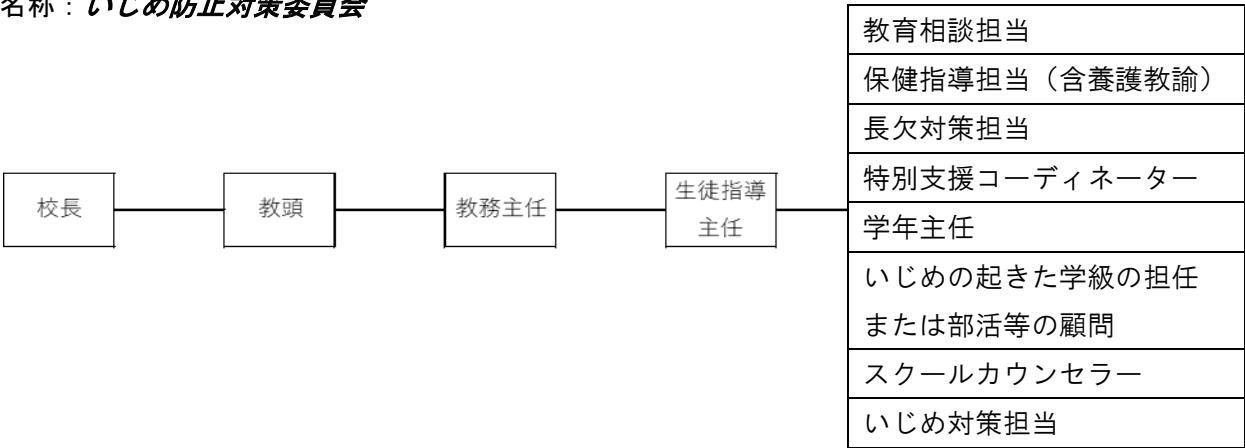 名称：いじめ防止対策委員会
校長
教頭
教務主任
生徒指導
主任
教育相談担当
保健指導担当（含養護教諭）
長欠対策担当
特別支援コーディネーター
学年主任
いじめの起きた学級の担任
または部活等の顧問
スクールカウンセラー
いじめ対策担当